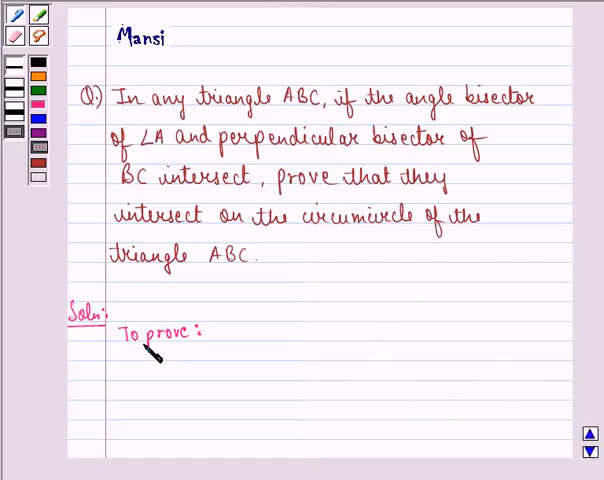 Mansi
Q.) In any triangle ABC, if the angle bisector
of ∠A and perpendicular bisector of
BC intersect, prove that they
intersect on the circumcircle of the
triangle ABC.
Soln:
To prove: